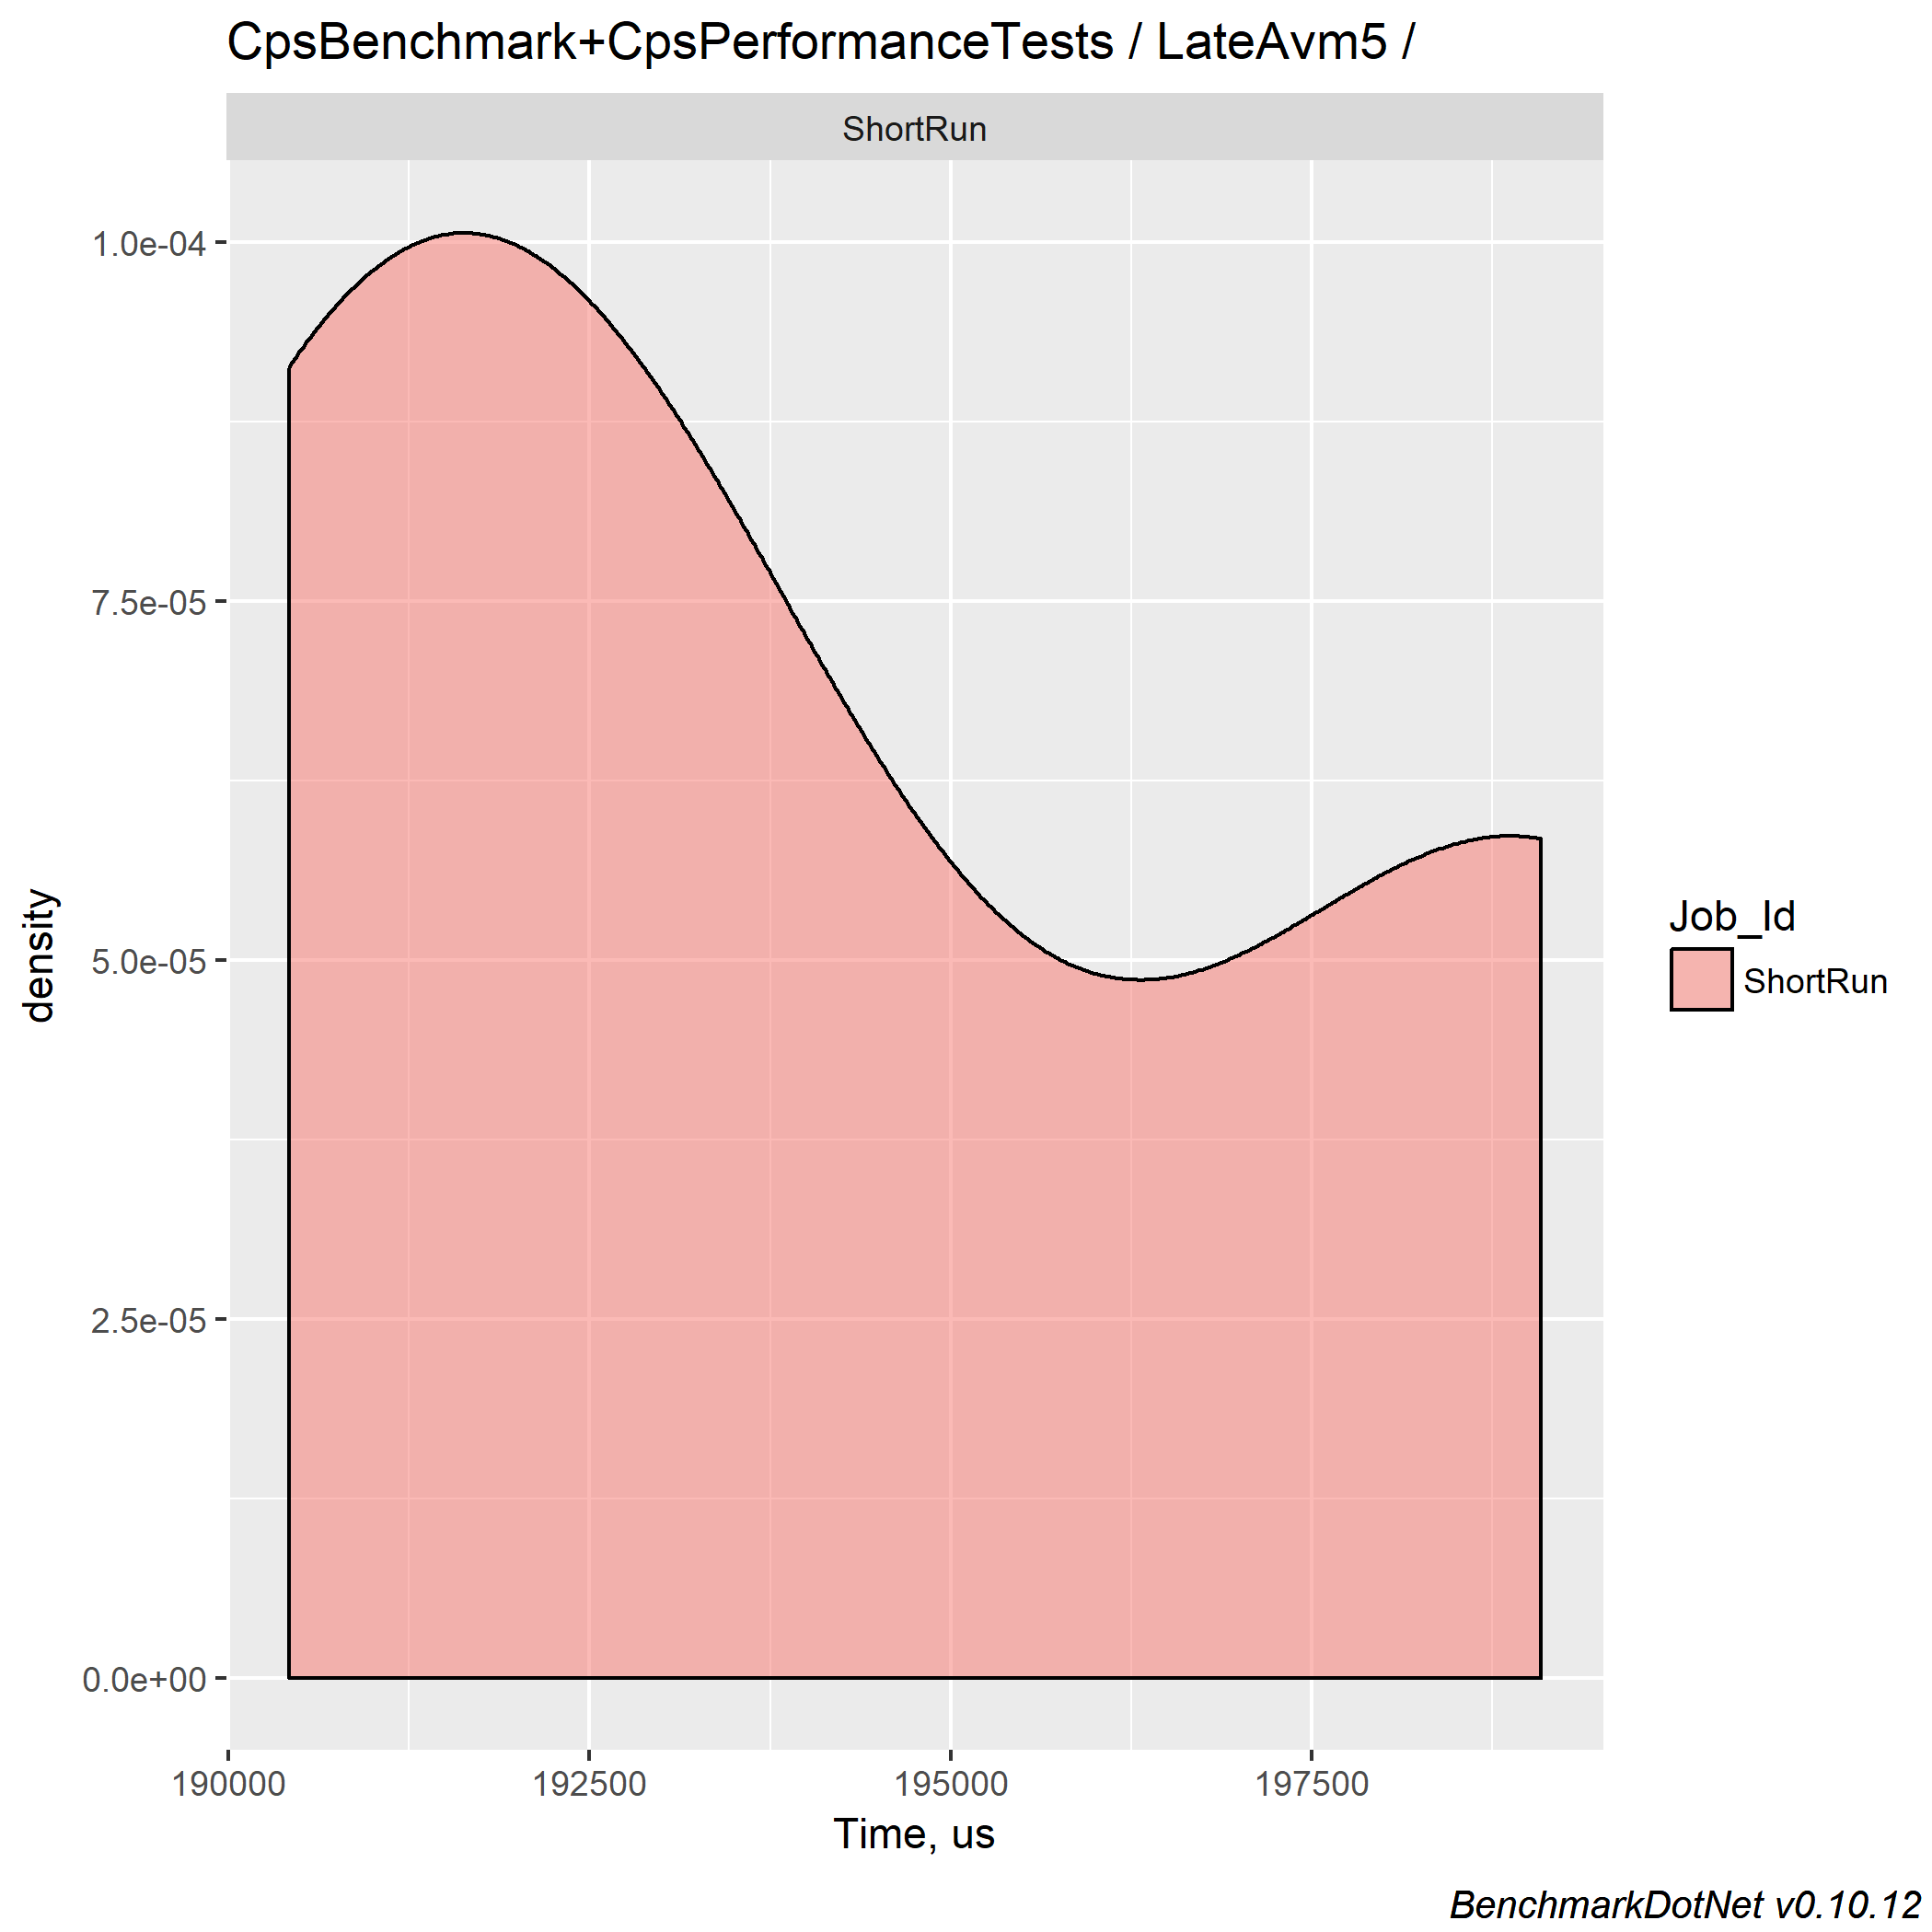 CpsBenchmark+CpsPerformanceTests / LateAvm5 /
ShortRun
1.0e-04
7.5e-05
5.0e-05
2.5e-05
0.0e+00
density
190000
192500
195000
197500
Time, us
Job_Id
ShortRun
BenchmarkDotNet v0.10.12